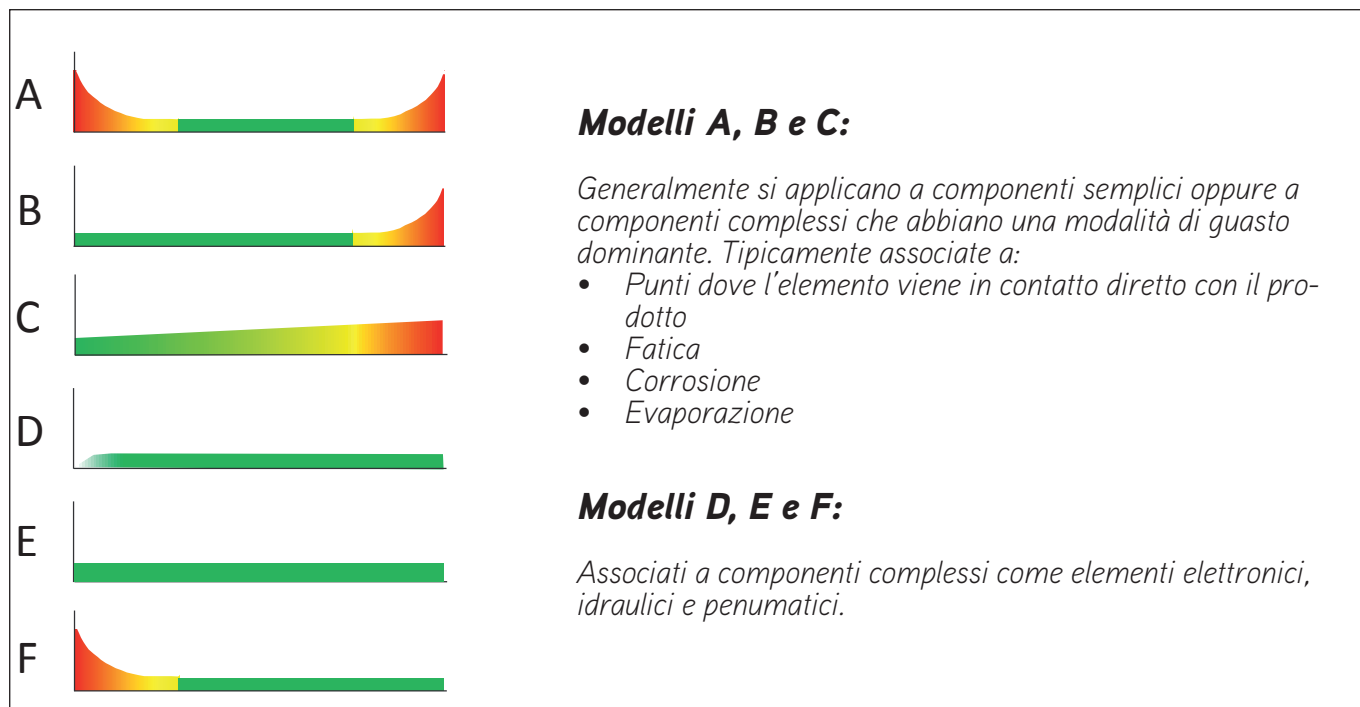 A
B
C
D
E
F
Modelli A, B e C:
Generalmente si applicano a componenti semplici oppure a
componenti complessi che abbiano una modalità di guasto
dominante. Tipicamente associate a:
• Punti dove l'elemento viene in contatto diretto con il pro-
dotto
• Fatica
• Corrosione
• Evaporazione
Modelli D, E e F:
Associati a componenti complessi come elementi elettronici,
idraulici e penumatici.